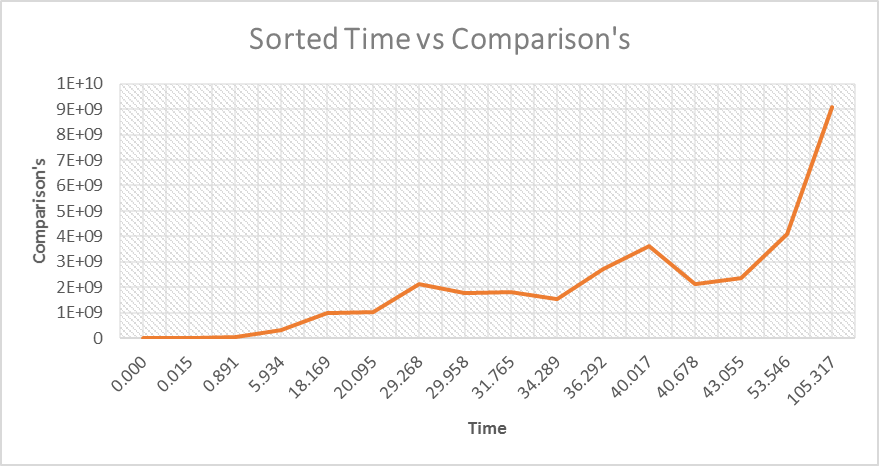 Sorted Time vs Comparison's
1E+10
9E+09
8E+09
7E+09
6E+09
5E+09
4E+09
3E+09
2E+09
1E+09
0
Comparison's
0.000
0.015
0.891
5.934
18.169
20.095
29.268
29.958
31.765
34.289
36.292
40.017
40.678
43.055
53.546
105.317
Time